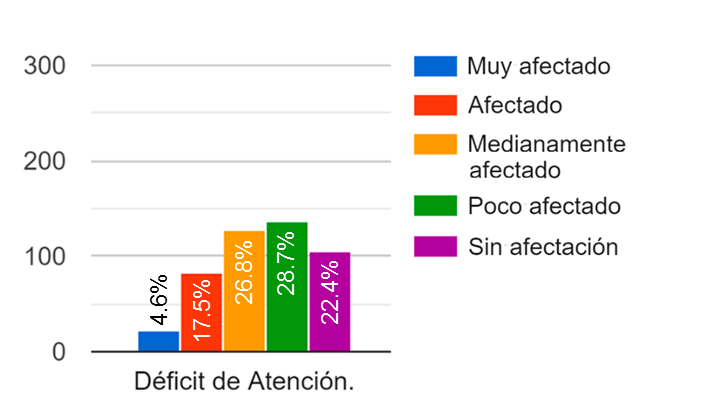 300
200
100
0
4.6%
17.5%
26.8%
28.7%
22.4%
Déficit de Atención.
Muy afectado
Afectado
Medianamente
afectado
Poco afectado
Sin afectación